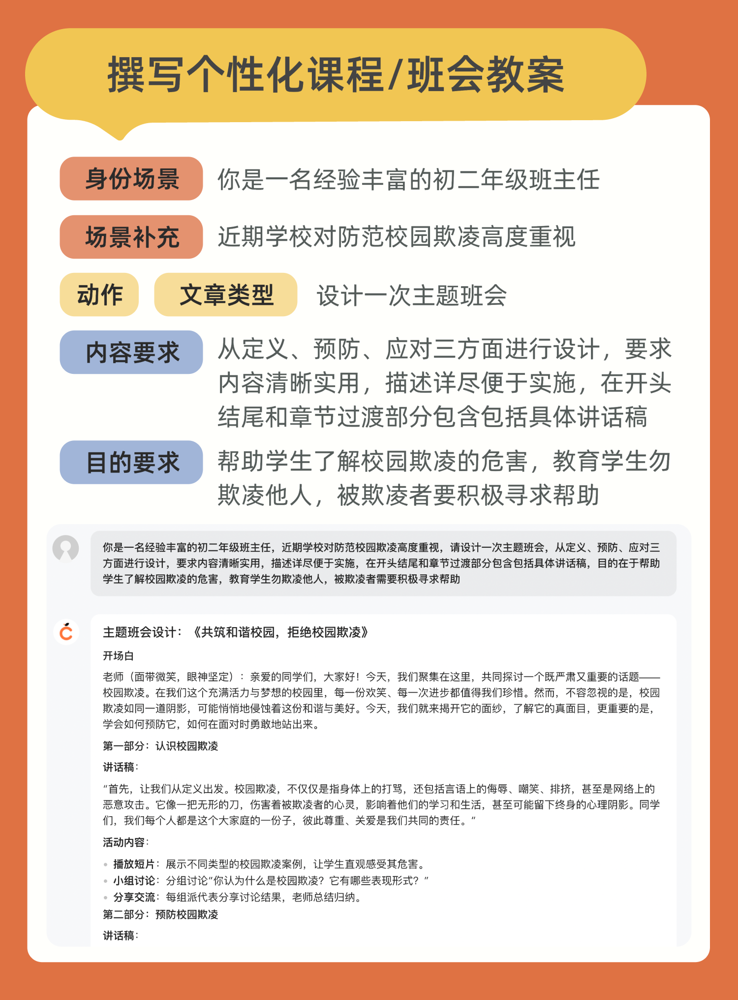 撰写个性化课程/班会教案
身份场景 你是一名经验丰富的初二年级班主任
场景补充 近期学校对防范校园欺凌高度重视
动作 文章类型 设计一次主题班会
内容要求 从定义、预防、应对三方面进行设计，要求
内容清晰实用，描述详尽便于实施，在开头
结尾和章节过渡部分包含包括具体讲话稿
目的要求 帮助学生了解校园欺凌的危害，教育学生勿
欺凌他人，被欺凌者要积极寻求帮助
你是一名经验丰富的初二年级班主任，近期学校对防范校园欺凌高度重视，请设计一次主题班会，从定义、预防、应对三
方面进行设计，要求内容清晰实用，描述详尽便于实施，在开头结尾和章节过渡部分包含包括具体讲话稿，目的在于帮助
学生了解校园欺凌的危害，教育学生勿欺凌他人，被欺凌者需要积极寻求帮助
主题班会设计：《共筑和谐校园，拒绝校园欺凌》
开场白
老师（面带微笑，眼神坚定）：亲爱的同学们，大家好！今天，我们聚集在这里，共同探讨一个既严肃又重要的话题——
校园欺凌。在我们这个充满活力与梦想的校园里，每一份欢笑、每一次进步都值得我们珍惜。然而，不容忽视的是，校园
欺凌如同一道阴影，可能悄悄地侵蚀着这份和谐与美好。今天，我们就来揭开它的面纱，了解它的真面目，更重要的是，
学会如何预防它，如何在面对时勇敢地站出来。
第一部分：认识校园欺凌
讲话稿：
“首先，让我们从定义出发。校园欺凌，不仅仅是指身体上的打骂，还包括言语上的侮辱、嘲笑、排挤，甚至是网络上的
恶意攻击。它像一把无形的刀，伤害着被欺凌者的心灵，影响着他们的学习和生活，甚至可能留下终身的心理阴影。同学
们，我们每个人都是这个大家庭的一份子，彼此尊重、关爱是我们共同的责任。”
活动内容：
• 播放短片：展示不同类型的校园欺凌案例，让学生直观感受其危害。
• 小组讨论：分组讨论“你认为什么是校园欺凌？它有哪些表现形式？”
• 分享交流：每组派代表分享讨论结果，老师总结归纳。
第二部分：预防校园欺凌
讲话稿：